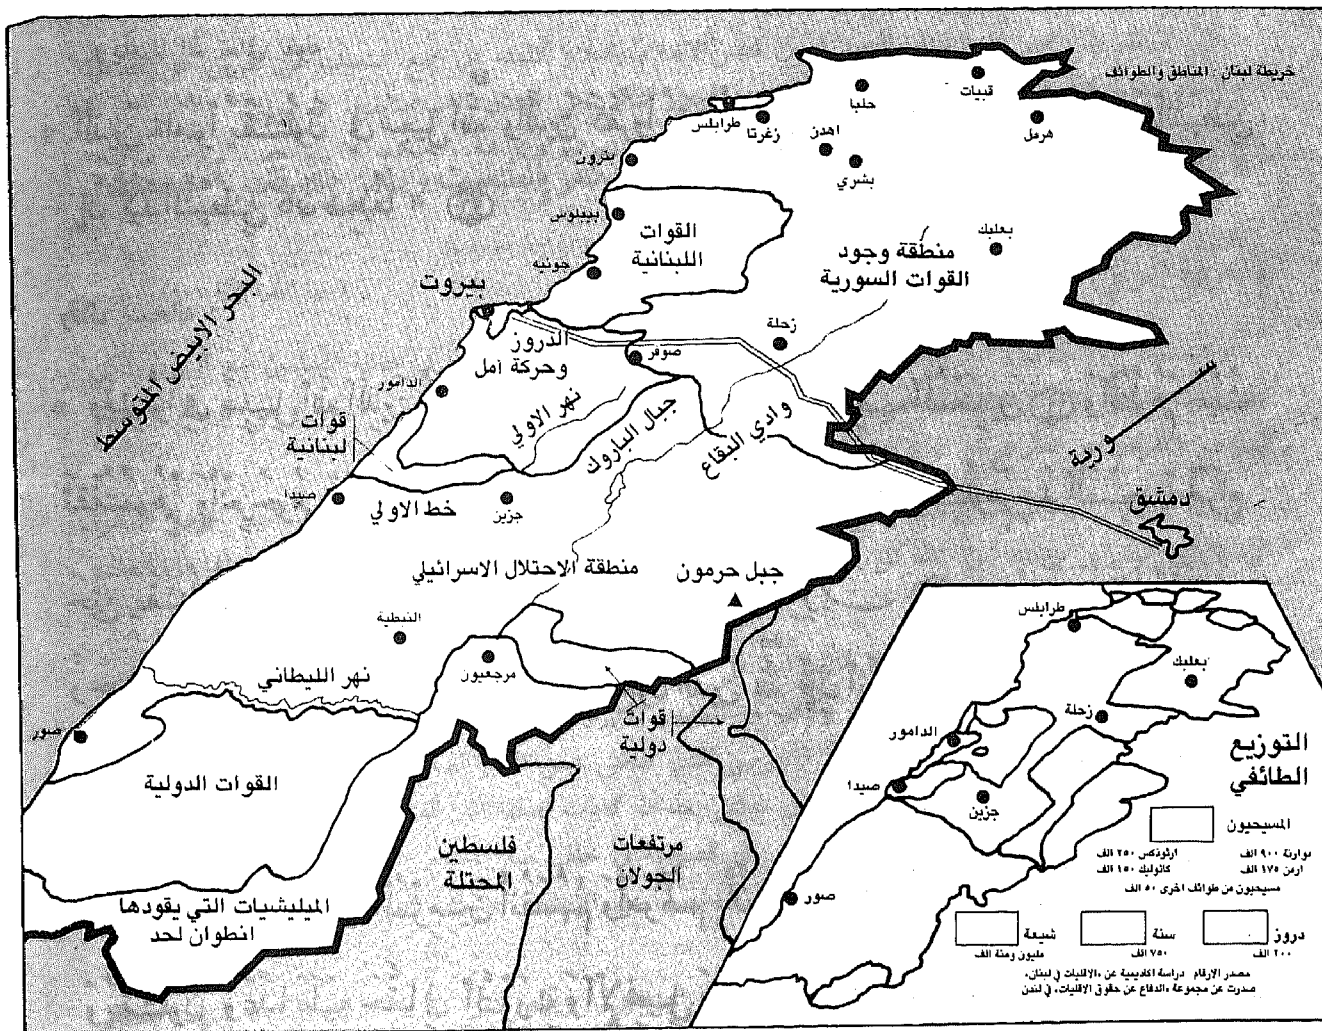 خريطة لبنان : المناطق والطوائف
قبيات
حلبا
هرمل
طرابلس
زغرتا
اهدن
بشري
بترون
بيبلوس
القوات
اللبنانية
جونيه
منطقة وجود
القوات السورية
بعلبك
البحر الابيض المتوسط
بيروت
زحلة
الدروز
وحركة أمل
صوفر
الدامور
نهر الاولي
جبال الباروك
وادي البقاع
سورية
دمشق
قوات
لبنانية
صيدا
خط الاولي
جزين
منطقة الاحتلال الاسرائيلي
جبل حرمون
النبطية
مرجعيون
نهر الليطاني
صور
قوات
دولية
القوات الدولية
فلسطين
المحتلة
مرتفعات
الجولان
الميليشيات التي يقودها
انطوان لحد
طرابلس
بعلبك
زحلة
الدامور
صيدا
جزين
صور
التوزيع
الطائفي
المسيحيون
موارنة ٩٠٠ الف ارثوذكس ٢٥٠ الف
ارمن ١٧٥ الف كاثوليك ١٥٠ الف
مسيحيون من طوائف اخرى ٥٠ الف
دروز سنة شيعة
٢٠٠ الف ٧٥٠ الف مليون ومئة الف
مصدر الارقام دراسة اكاديمية عن «الاقليات في لبنان»
صدرت عن مجموعة «الدفاع عن حقوق الاقليات» في لندن